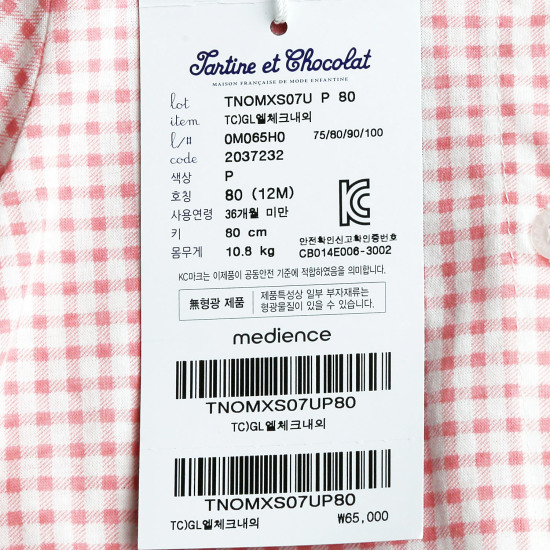 Tartine et Chocolat
MAISON FRANÇAISE DE MODE ENFANTINE
lot TNOMXS07U P 80
item TC)GL엘체크내의
l/# 0M065H0 75/80/90/100
code 2037232
색상 P
호칭 80 (12M)
사용연령 36개월 미만
키 80 cm
몸무게 10.8 kg
안전확인신고확인증번호
CB014E006-3002
KC마크는 이제품이 공통안전 기준에 적합하였음을 의미합니다.
無형광 제품
제품특성상 일부 부자재류는
형광물질이 있을 수 있습니다.
medience
TNOMXS07UP80
TC)GL엘체크내의
TNOMXS07UP80
TC)GL엘체크내의 ₩65,000